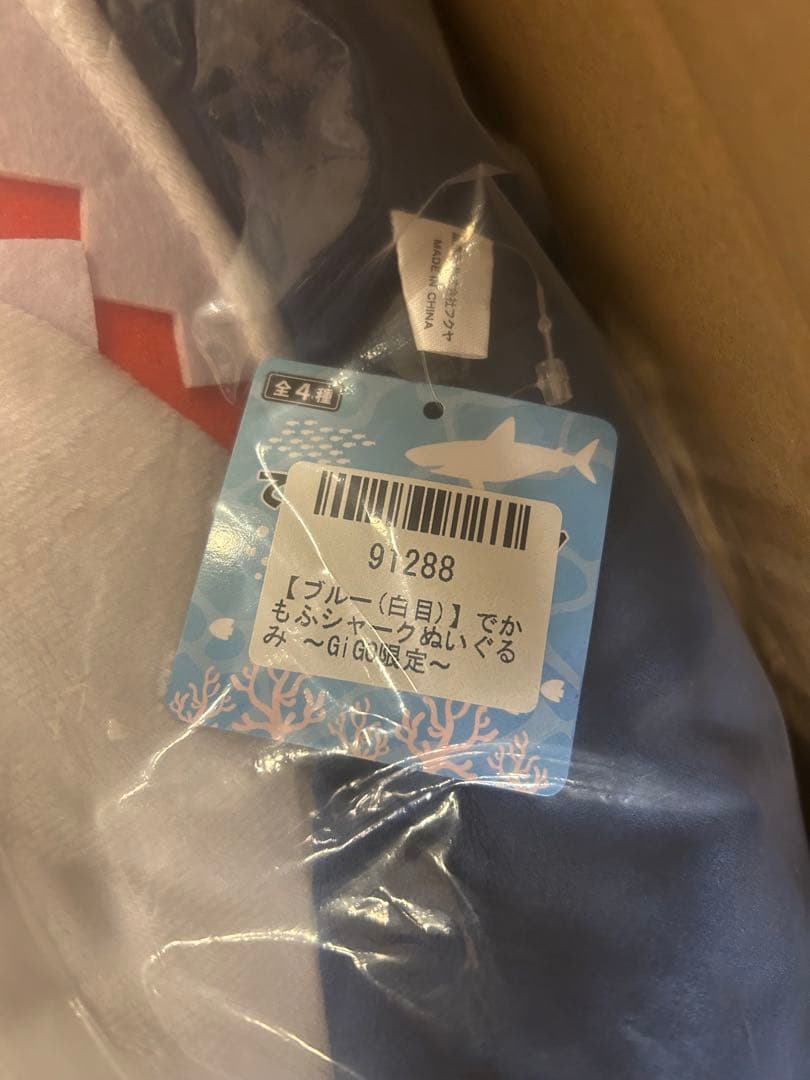 MADE IN CHINA
全4種
で
91288
【ブルー(白目)】でか
もふシャークぬいぐる
み ~GiGO限定~